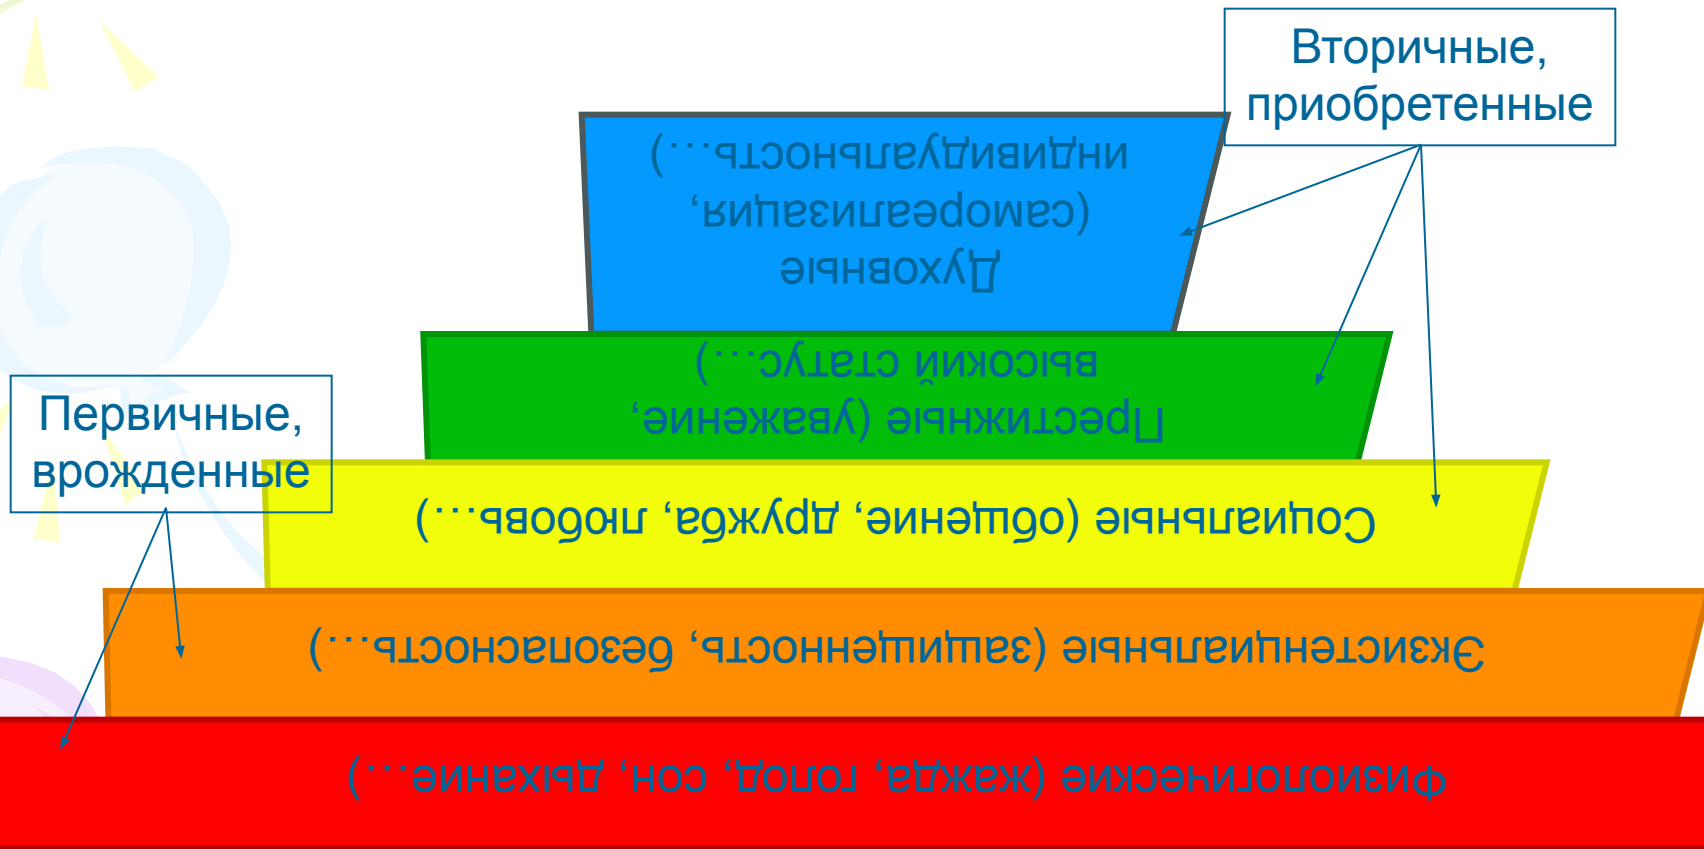 Вторичные,
приобретенные
Духовные
(самореализация,
индивидуальность…)
Престижные (уважение,
высокий статус…)
Первичные,
врожденные
Социальные (общение, дружба, любовь…)
Экзистенциальные (защищенность, безопасность…)
Физиологические (жажда, голод, сон, дыхание…)